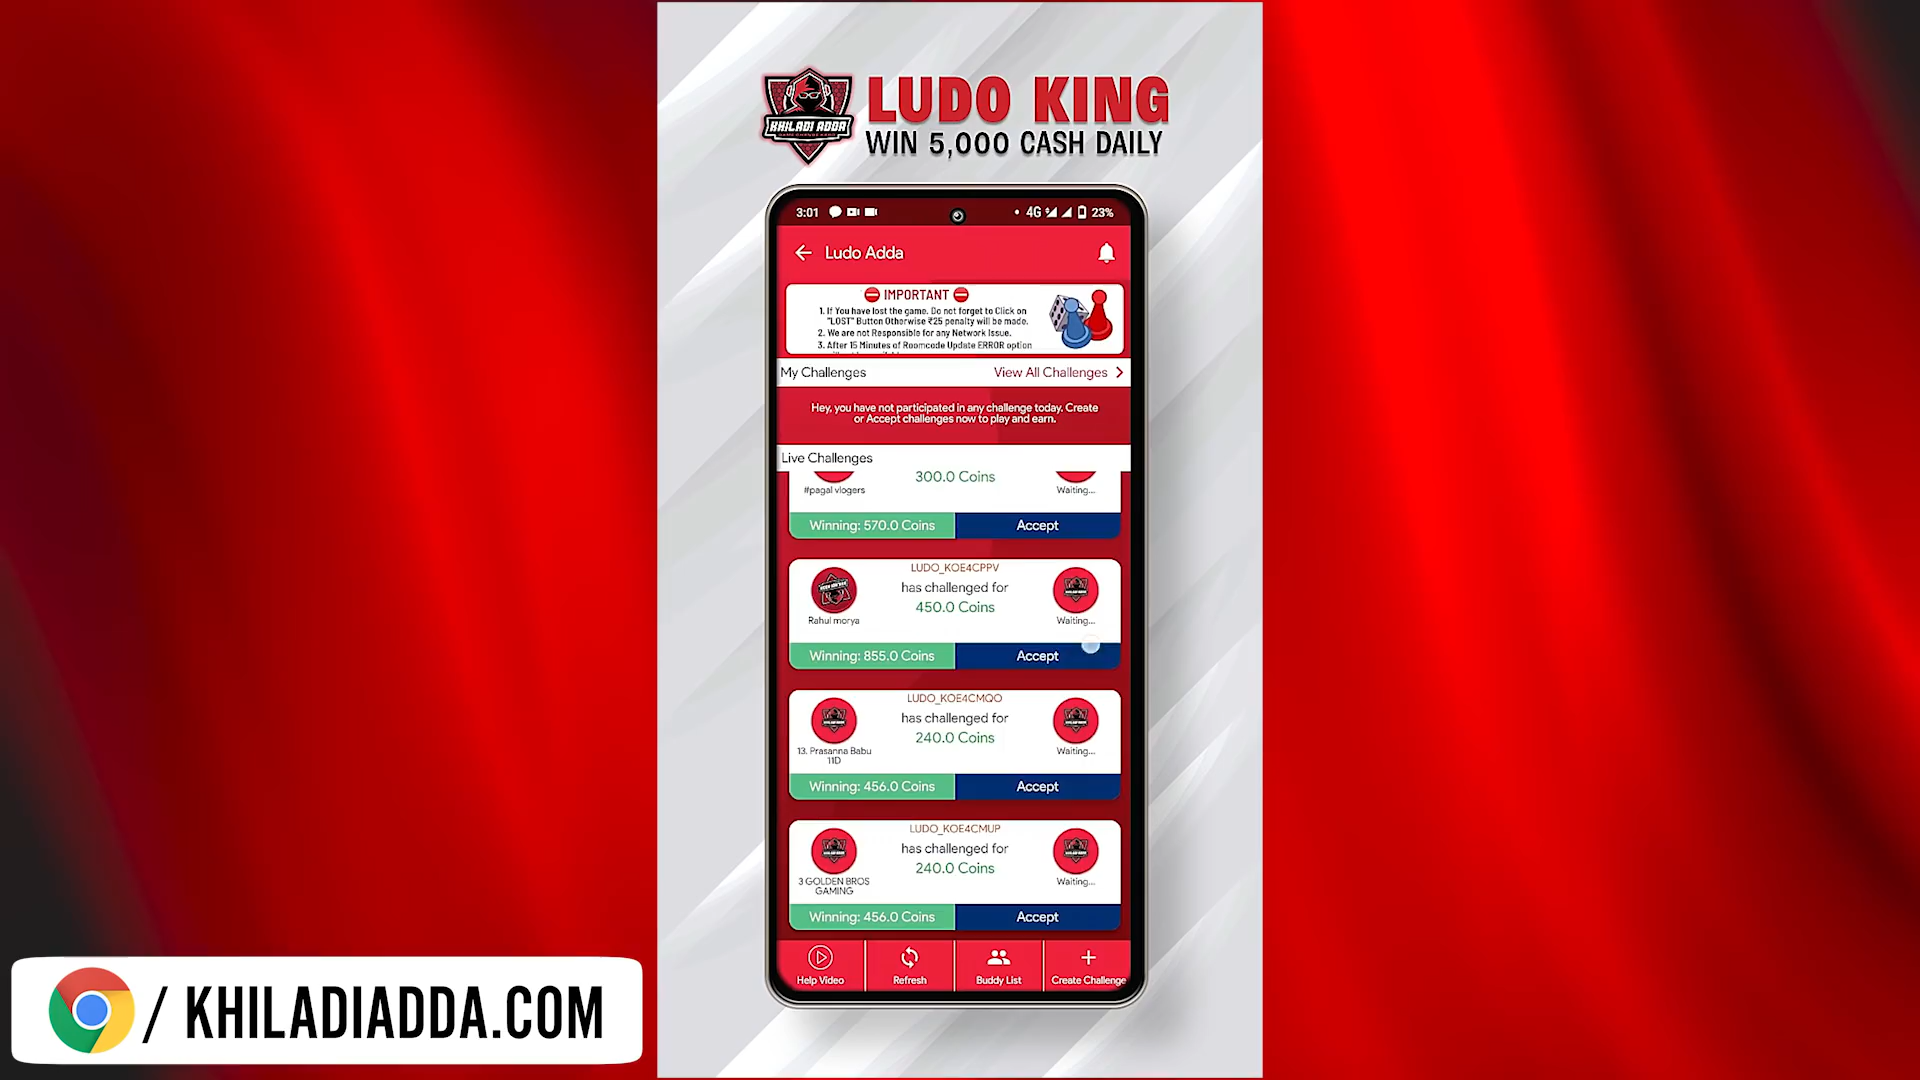 KHILADI ADDA
LUDO KING
WIN 5,000 CASH DAILY
3:01
4G
23%
Ludo Adda
IMPORTANT
1. If You have lost the game. Do not forget to Click on
"LOST" Button Otherwise ₹25 penalty will be made.
2. We are not Responsible for any Network Issue.
3. After 15 Minutes of Roomcode Update ERROR option
My Challenges
View All Challenges
Hey, you have not participated in any challenge today. Create
or Accept challenges now to play and earn.
Live Challenges
300.0 Coins
#pagal vlogers
Waiting...
Winning: 570.0 Coins
Accept
LUDO_KOE4CPPV
has challenged for
450.0 Coins
Rahul morya
Waiting...
Winning: 855.0 Coins
Accept
LUDO_KOE4CMQO
has challenged for
240.0 Coins
13. Prasanna Babu
11D
Waiting...
Winning: 456.0 Coins
Accept
LUDO_KOE4CMUP
has challenged for
240.0 Coins
3 GOLDEN BROS
GAMING
Waiting...
Winning: 456.0 Coins
Accept
Help Video
Refresh
Buddy List
Create Challenge
/ KHILADIADDA.COM